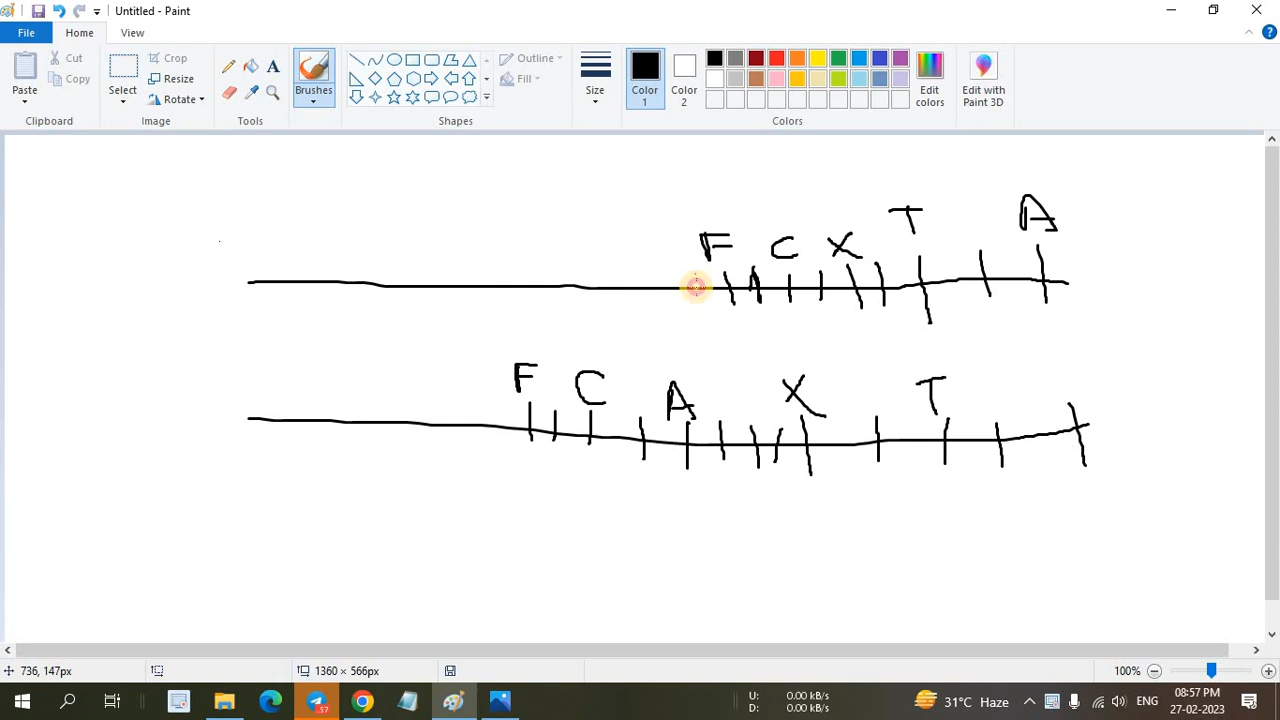 Untitled - Paint
File Home View
Paste Cut Copy Select Crop Resize Rotate Brushes Outline Fill Size Color 1 Color 2 Edit colors Edit with Paint 3D
Clipboard Image Tools Shapes Colors
F C X T A
F C A X T
736, 147px 1360 × 566px 100%
37 U: 0.00 kB/s D: 0.00 kB/s 31°C Haze ENG 08:57 PM 27-02-2023